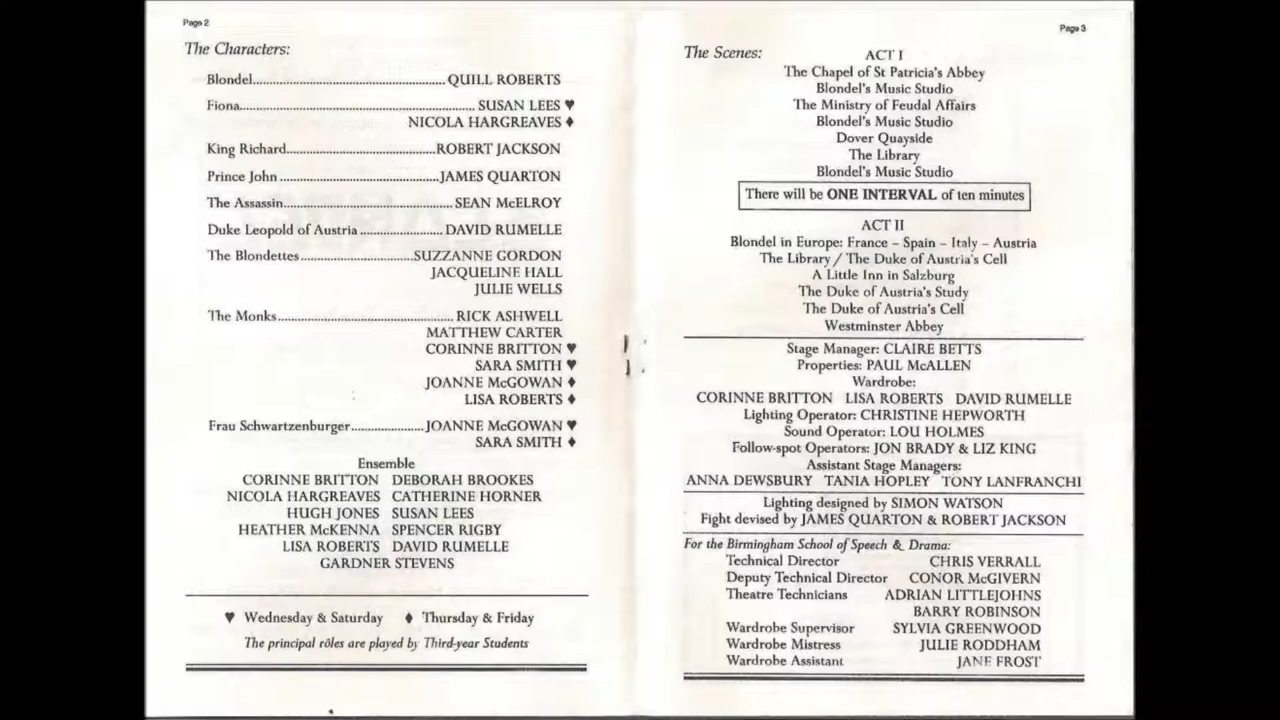 Page 2
The Characters:
Blondel................................................ QUILL ROBERTS
Fiona........................................................... SUSAN LEES ♥
NICOLA HARGREAVES ♦
King Richard.....................................ROBERT JACKSON
Prince John .......................................JAMES QUARTON
The Assassin........................................ SEAN McELROY
Duke Leopold of Austria ..................... DAVID RUMELLE
The Blondettes............................SUZZANNE GORDON
JACQUELINE HALL
JULIE WELLS
The Monks............................................ RICK ASHWELL
MATTHEW CARTER
CORINNE BRITTON ♥
SARA SMITH ♥
JOANNE McGOWAN ♦
LISA ROBERTS ♦
Frau Schwartzenburger..................JOANNE McGOWAN ♥
SARA SMITH ♦
Ensemble
CORINNE BRITTON DEBORAH BROOKES
NICOLA HARGREAVES CATHERINE HORNER
HUGH JONES SUSAN LEES
HEATHER McKENNA SPENCER RIGBY
LISA ROBERTS DAVID RUMELLE
GARDNER STEVENS
♥ Wednesday & Saturday ♦ Thursday & Friday
The principal rôles are played by Third-year Students
Page 3
The Scenes:
ACT I
The Chapel of St Patricia's Abbey
Blondel's Music Studio
The Ministry of Feudal Affairs
Blondel's Music Studio
Dover Quayside
The Library
Blondel's Music Studio
There will be ONE INTERVAL of ten minutes
ACT II
Blondel in Europe: France – Spain – Italy – Austria
The Library / The Duke of Austria's Cell
A Little Inn in Salzburg
The Duke of Austria's Study
The Duke of Austria's Cell
Westminster Abbey
Stage Manager: CLAIRE BETTS
Properties: PAUL McALLEN
Wardrobe:
CORINNE BRITTON LISA ROBERTS DAVID RUMELLE
Lighting Operator: CHRISTINE HEPWORTH
Sound Operator: LOU HOLMES
Follow-spot Operators: JON BRADY & LIZ KING
Assistant Stage Managers:
ANNA DEWSBURY TANIA HOPLEY TONY LANFRANCHI
Lighting designed by SIMON WATSON
Fight devised by JAMES QUARTON & ROBERT JACKSON
For the Birmingham School of Speech & Drama:
Technical Director CHRIS VERRALL
Deputy Technical Director CONOR McGIVERN
Theatre Technicians ADRIAN LITTLEJOHNS
BARRY ROBINSON
Wardrobe Supervisor SYLVIA GREENWOOD
Wardrobe Mistress JULIE RODDHAM
Wardrobe Assistant JANE FROST